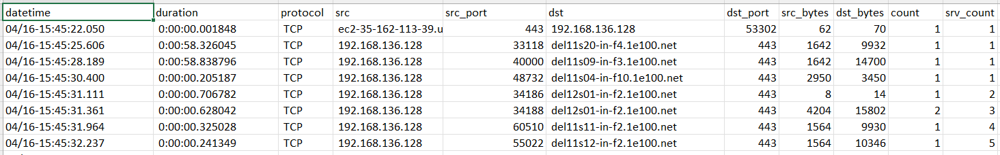 datetime duration protocol src src_port dst dst_port src_bytes dst_bytes count srv_count
04/16-15:45:22.050 0:00:00.001848 TCP ec2-35-162-113-39.u 443 192.168.136.128 53302 62 70 1 1
04/16-15:45:25.606 0:00:58.326045 TCP 192.168.136.128 33118 del11s20-in-f4.1e100.net 443 1642 9932 1 1
04/16-15:45:28.189 0:00:58.838796 TCP 192.168.136.128 40000 del11s09-in-f3.1e100.net 443 1642 14700 1 1
04/16-15:45:30.400 0:00:00.205187 TCP 192.168.136.128 48732 del11s04-in-f10.1e100.net 443 2950 3450 1 1
04/16-15:45:31.111 0:00:00.706782 TCP 192.168.136.128 34186 del12s01-in-f2.1e100.net 443 8 14 1 2
04/16-15:45:31.361 0:00:00.628042 TCP 192.168.136.128 34188 del12s01-in-f2.1e100.net 443 4204 15802 2 3
04/16-15:45:31.964 0:00:00.325028 TCP 192.168.136.128 60510 del11s11-in-f2.1e100.net 443 1564 9930 1 4
04/16-15:45:32.237 0:00:00.241349 TCP 192.168.136.128 55022 del11s12-in-f2.1e100.net 443 1564 10346 1 5